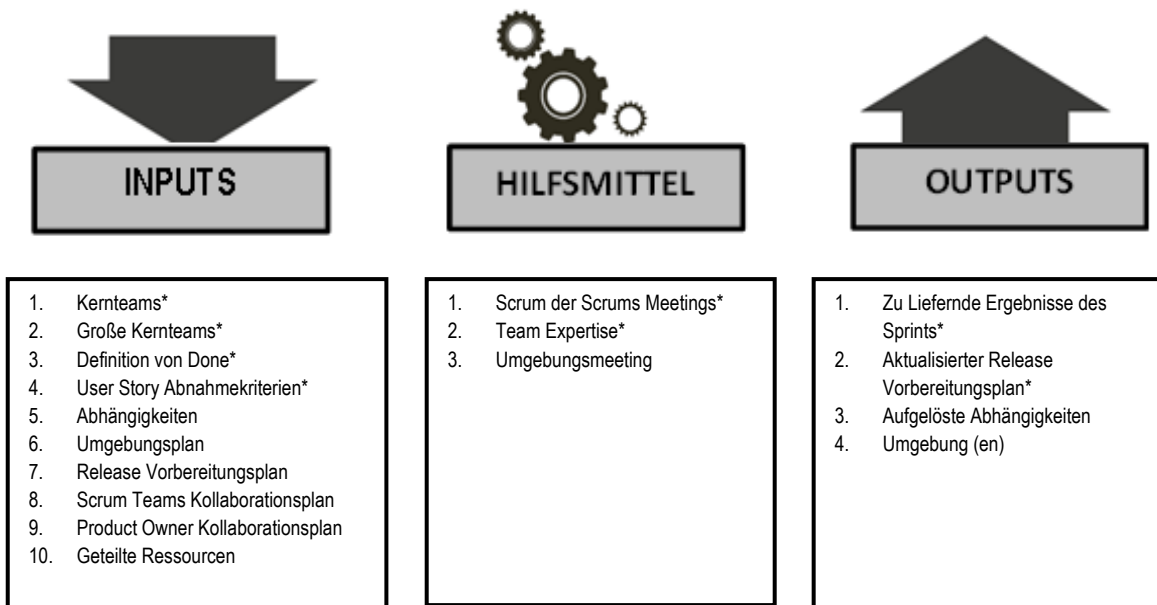 INPUTS
HILFSMITTEL
OUTPUTS
1. Kernteams*
2. Große Kernteams*
3. Definition von Done*
4. User Story Abnahmekriterien*
5. Abhängigkeiten
6. Umgebungsplan
7. Release Vorbereitungsplan
8. Scrum Teams Kollaborationsplan
9. Product Owner Kollaborationsplan
10. Geteilte Ressourcen
1. Scrum der Scrums Meetings*
2. Team Expertise*
3. Umgebungsmeeting
1. Zu Liefernde Ergebnisse des
Sprints*
2. Aktualisierter Release
Vorbereitungsplan*
3. Aufgelöste Abhängigkeiten
4. Umgebung (en)